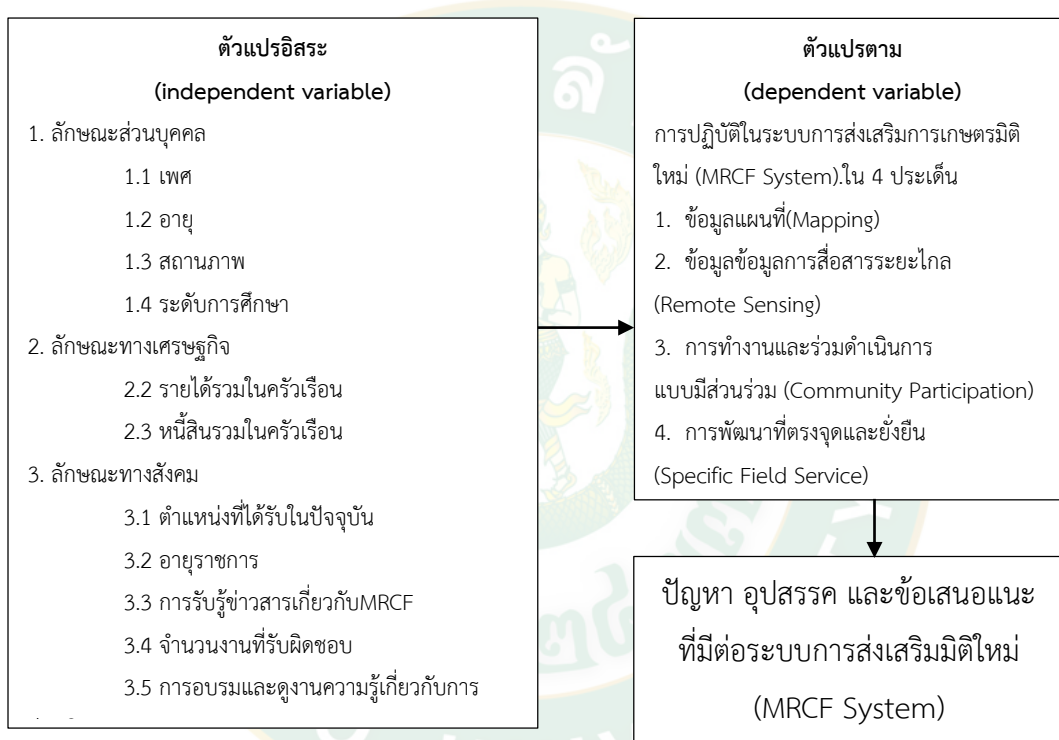 ตัวแปรอิสระ
(independent variable)
1. ลักษณะส่วนบุคคล
1.1 เพศ
1.2 อายุ
1.3 สถานภาพ
1.4 ระดับการศึกษา
2. ลักษณะทางเศรษฐกิจ
2.2 รายได้รวมในครัวเรือน
2.3 หนี้สินรวมในครัวเรือน
3. ลักษณะทางสังคม
3.1 ตำแหน่งที่ได้รับในปัจจุบัน
3.2 อายุราชการ
3.3 การรับรู้ข่าวสารเกี่ยวกับMRCF
3.4 จำนวนงานที่รับผิดชอบ
3.5 การอบรมและดูงานความรู้เกี่ยวกับการ
ตัวแปรตาม
(dependent variable)
การปฏิบัติในระบบการส่งเสริมการเกษตรมิติ
ใหม่ (MRCF System).ใน 4 ประเด็น
1. ข้อมูลแผนที่(Mapping)
2. ข้อมูลข้อมูลการสื่อสารระยะไกล
(Remote Sensing)
3. การทำงานและร่วมดำเนินการ
แบบมีส่วนร่วม (Community Participation)
4. การพัฒนาที่ตรงจุดและยั่งยืน
(Specific Field Service)
ปัญหา อุปสรรค และข้อเสนอแนะ
ที่มีต่อระบบการส่งเสริมมิติใหม่
(MRCF System)